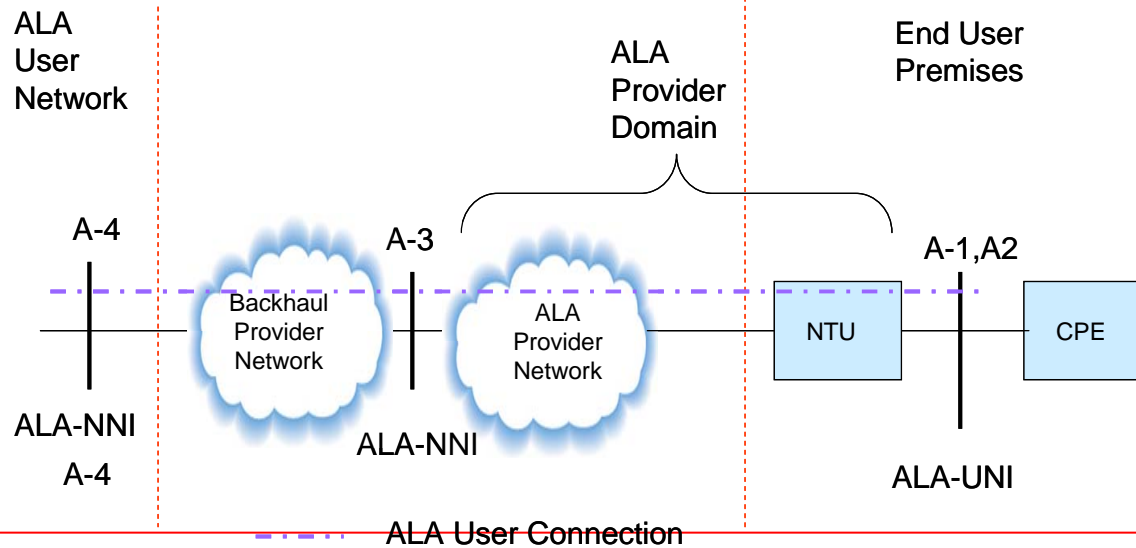 ALA
User
Network
ALA
Provider
Domain
End User
Premises
A-4
A-3
A-1,A2
Backhaul
Provider
Network
ALA
Provider
Network
NTU
CPE
ALA-NNI
A-4
ALA-NNI
ALA-UNI
ALA User Connection